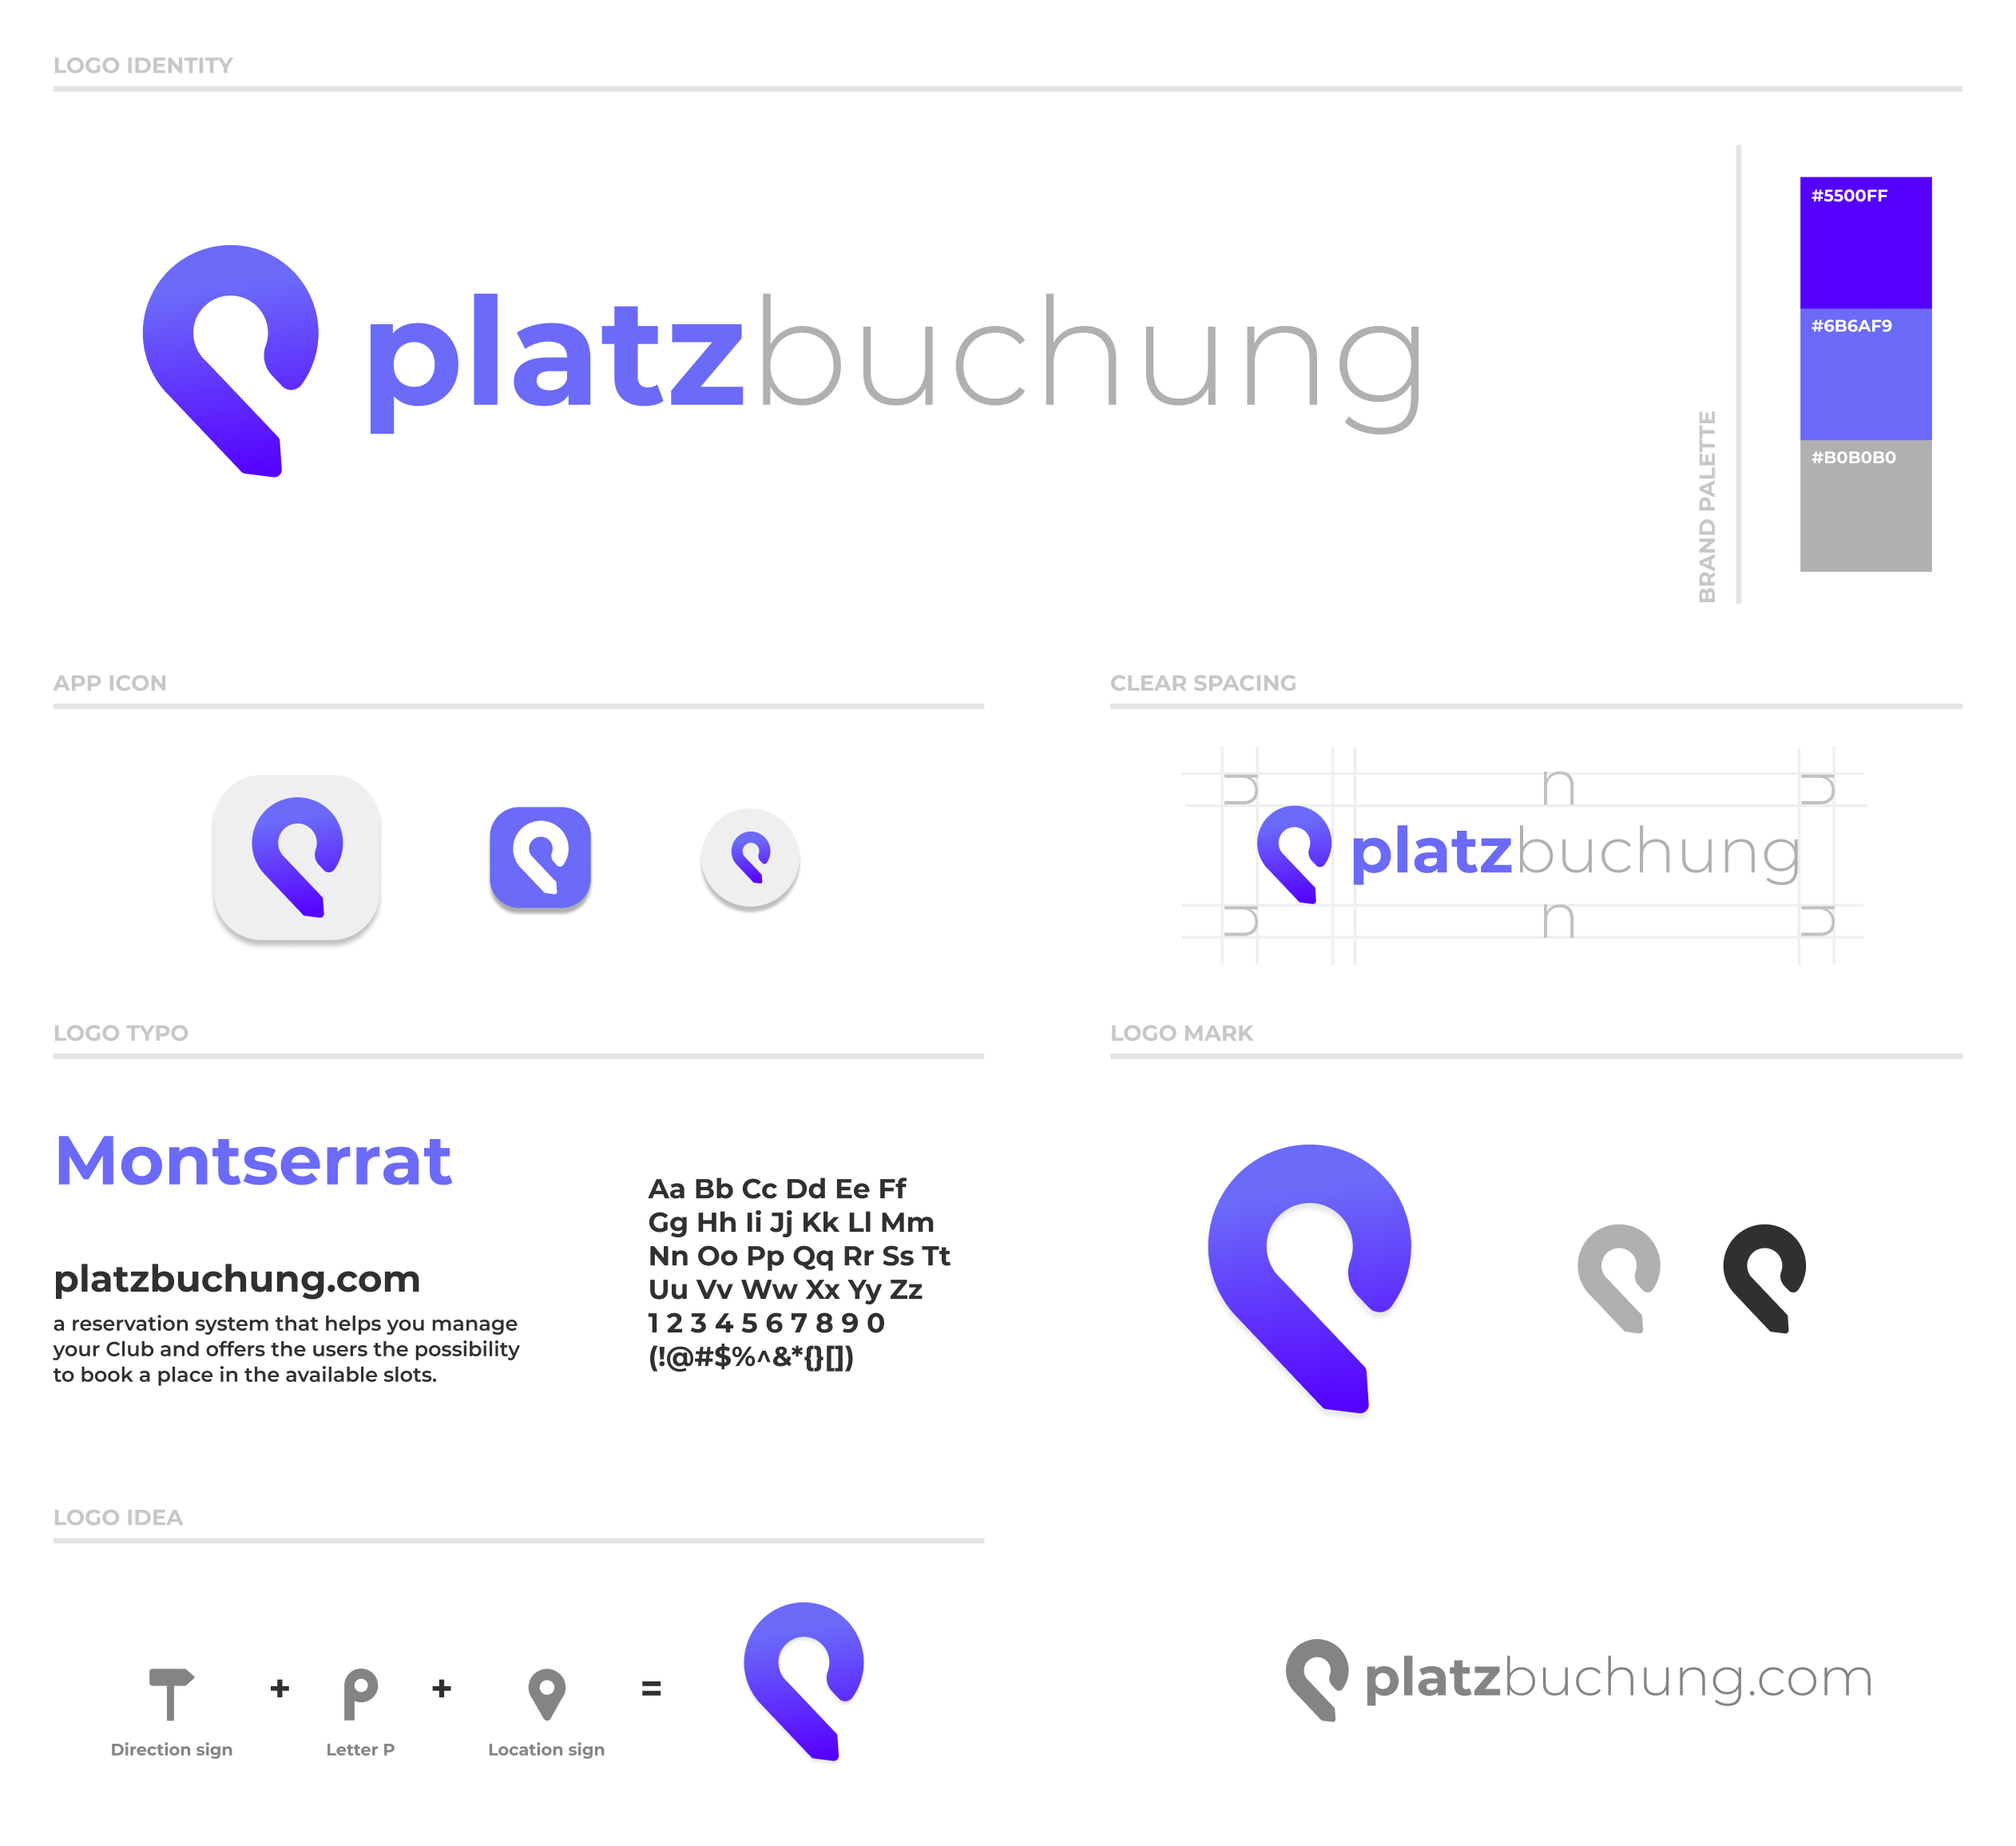 LOGO IDENTITY
platzbuchung
BRAND PALETTE
#5500FF
#6B6AF9
#B0B0B0
APP ICON
CLEAR SPACING
n n n
platzbuchung
n n n
LOGO TYPO
Montserrat
platzbuchung.com
a reservation system that helps you manage
your Club and offers the users the possibility
to book a place in the available slots.
Aa Bb Cc Dd Ee Ff
Gg Hh Ii Jj Kk Ll Mm
Nn Oo Pp Qq Rr Ss Tt
Uu Vv Ww Xx Yy Zz
1 2 3 4 5 6 7 8 9 0
(!@#$%^&*{}[])
LOGO MARK
LOGO IDEA
+ + =
Direction sign Letter P Location sign
platzbuchung.com